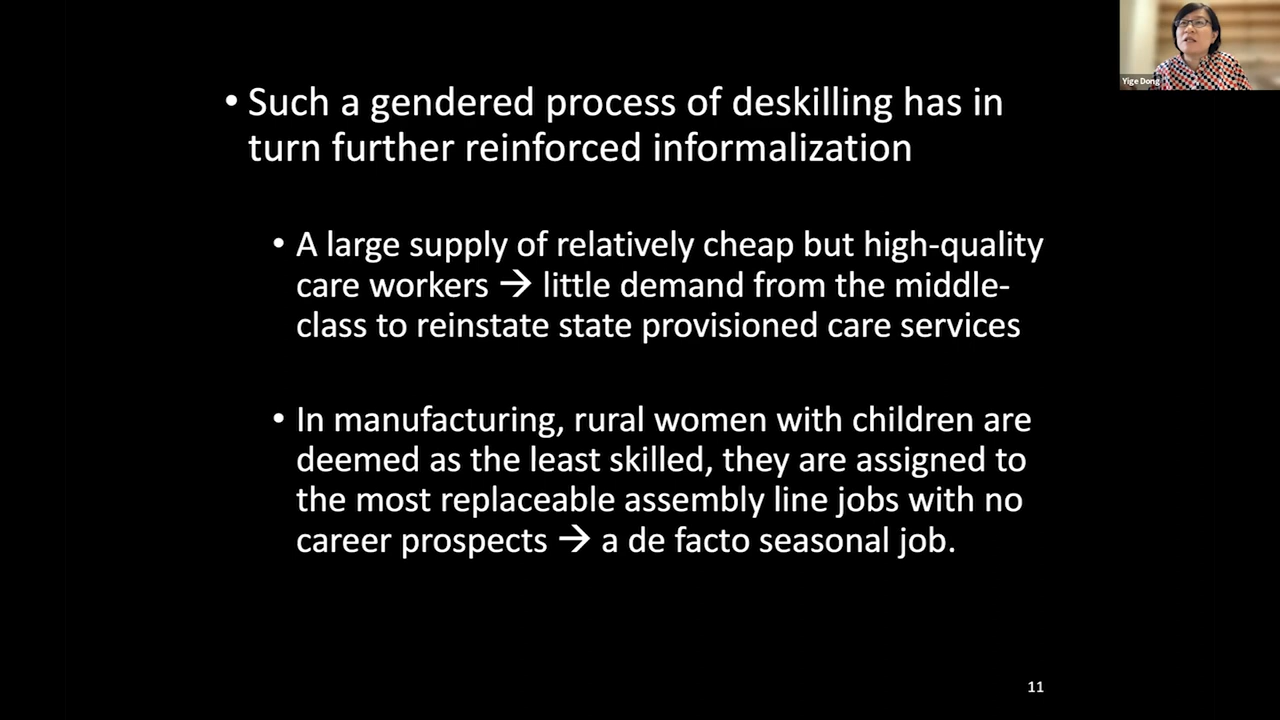 Yige Dong
• Such a gendered process of deskilling has in
turn further reinforced informalization
• A large supply of relatively cheap but high-quality
care workers → little demand from the middle-
class to reinstate state provisioned care services
• In manufacturing, rural women with children are
deemed as the least skilled, they are assigned to
the most replaceable assembly line jobs with no
career prospects → a de facto seasonal job.
11